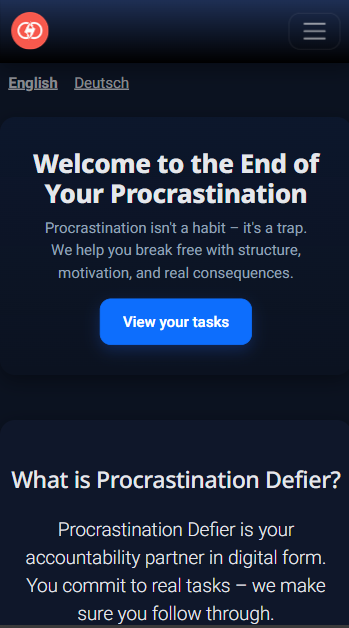 English Deutsch
Welcome to the End of
Your Procrastination
Procrastination isn't a habit – it's a trap.
We help you break free with structure,
motivation, and real consequences.
View your tasks
What is Procrastination Defier?
Procrastination Defier is your
accountability partner in digital form.
You commit to real tasks – we make
sure you follow through.